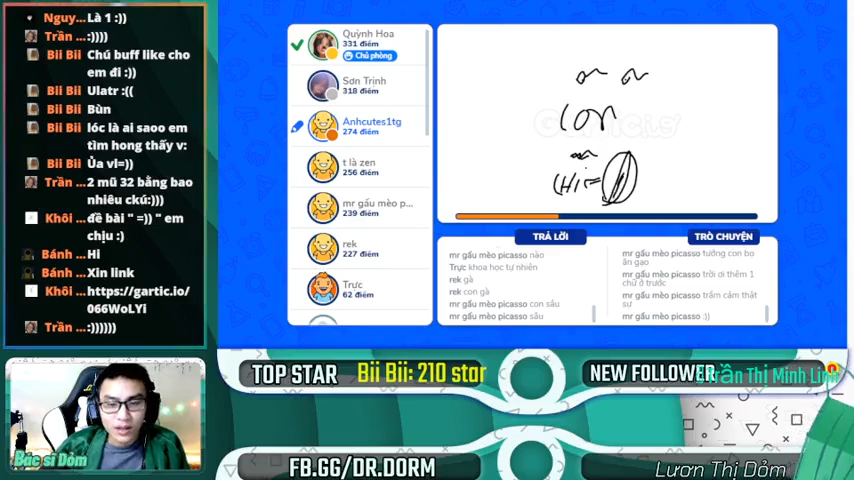 Nguy... Là 1 :))
Trần ... :))))
Bii Bii Chú buff like cho
em đi :))
Bii Bii Ulatr :((
Bii Bii Bùn
Bii Bii lóc là ai saoo em
tìm hong thấy v:
Bii Bii Ủa vl=))
Trần ... 2 mũ 32 bằng bao
nhiêu ckú:)))
Khôi ... đề bài " =)) " em
chịu :)
Bánh ... Hi
Bánh ... Xin link
Khôi ... https://gartic.io/
066WoLYi
Trần ... :))))))
Bác sĩ Dỏm
Quỳnh Hoa
331 điểm
Chủ phòng
Sơn Trinh
318 điểm
Anhcutes1tg
274 điểm
t là zen
256 điểm
mr gấu mèo p...
239 điểm
rek
227 điểm
Trực
62 điểm
con
TRẢ LỜI
mr gấu mèo picasso nào
Trực khoa học tự nhiên
rek gà
rek con gà
mr gấu mèo picasso con sâu
mr gấu mèo picasso sâu
TRÒ CHUYỆN
mr gấu mèo picasso tưởng con bọ
ăn gạo
mr gấu mèo picasso trời ơi thêm 1
chữ ở trước
mr gấu mèo picasso trầm cảm thật
sự
mr gấu mèo picasso :))
TOP STAR
Bii Bii: 210 star
NEW FOLLOWER
Trần Thị Minh
FB.GG/DR.DORM
Lươn Thị Dỏm